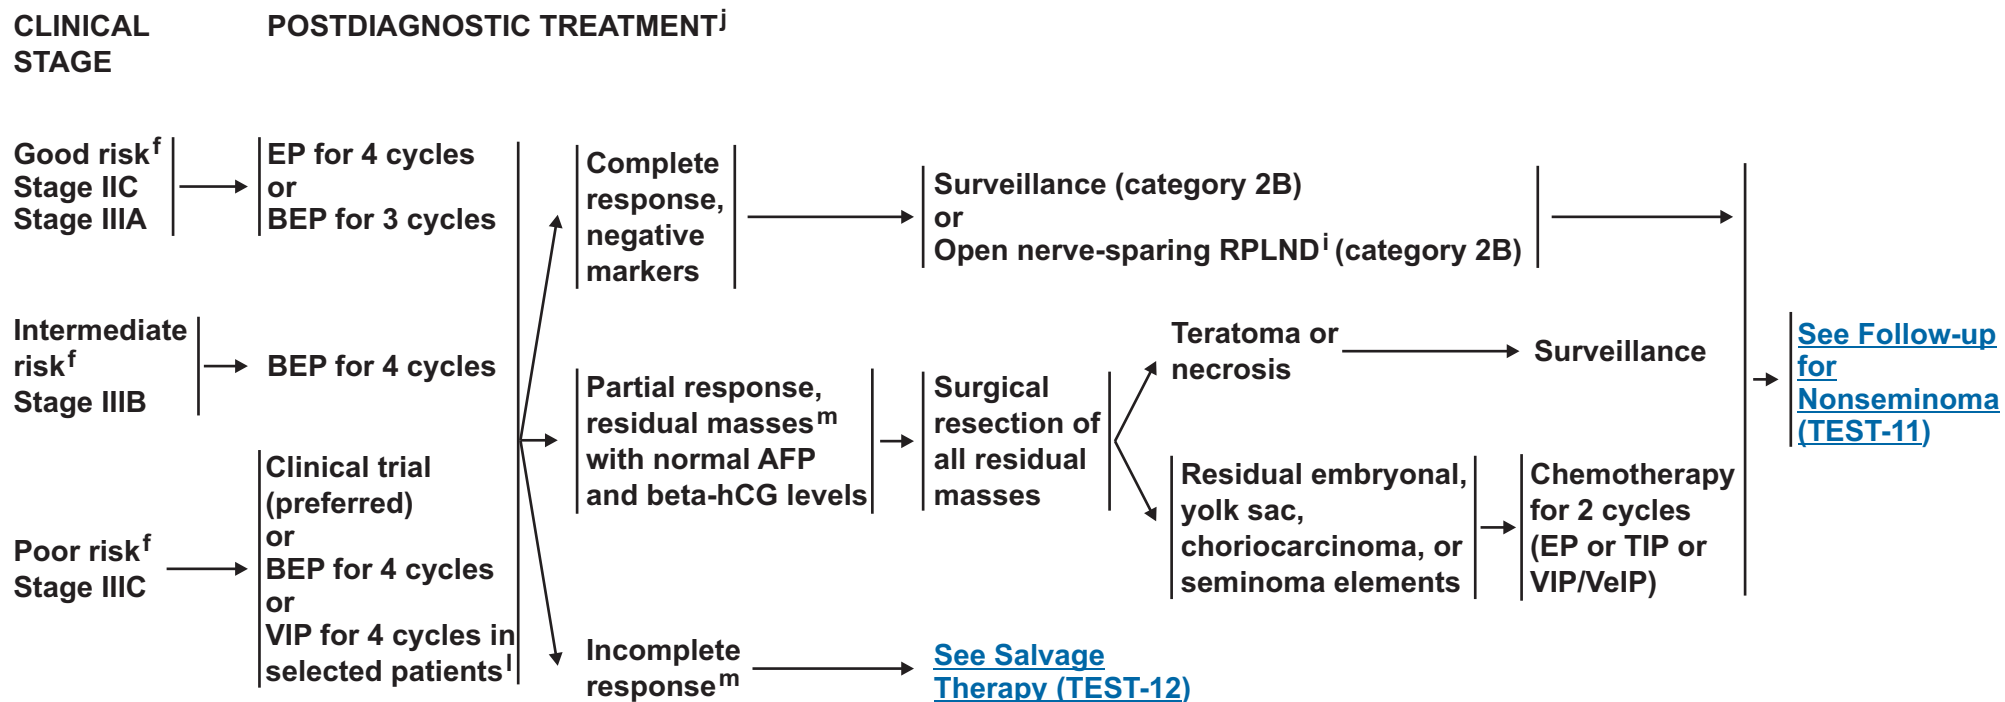 CLINICAL
STAGE
POSTDIAGNOSTIC TREATMENTj
Good riskf
Stage IIC
Stage IIIA
EP for 4 cycles
or
BEP for 3 cycles
Intermediate
riskf
Stage IIIB
BEP for 4 cycles
Poor riskf
Stage IIIC
Clinical trial
(preferred)
or
BEP for 4 cycles
or
VIP for 4 cycles in
selected patientsl
Complete
response,
negative
markers
Surveillance (category 2B)
or
Open nerve-sparing RPLNDi (category 2B)
Partial response,
residual massesm
with normal AFP
and beta-hCG levels
Surgical
resection of
all residual
masses
Teratoma or
necrosis
Surveillance
Residual embryonal,
yolk sac,
choriocarcinoma, or
seminoma elements
Chemotherapy
for 2 cycles
(EP or TIP or
VIP/VeIP)
Incomplete
responsem
See Salvage
Therapy (TEST-12)
See Follow-up
for
Nonseminoma
(TEST-11)